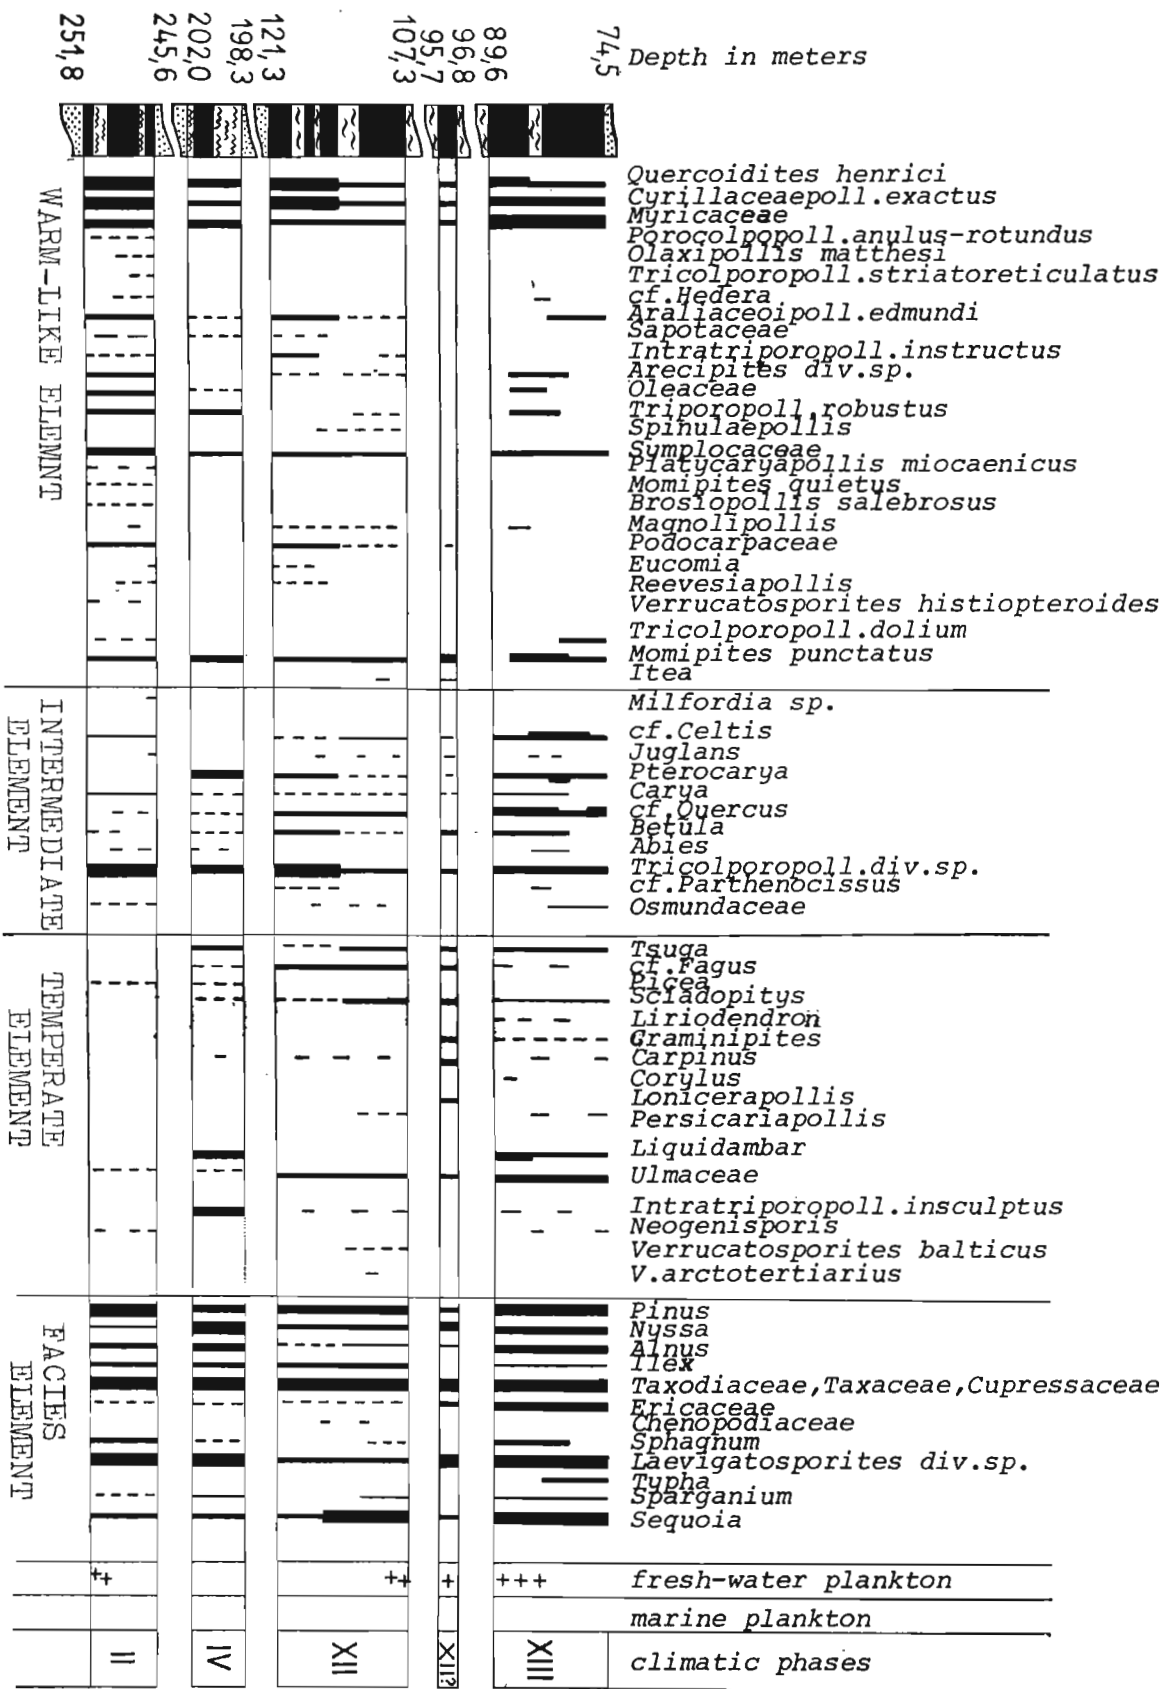 Depth in meters
74,5
89,6
96,8
95,7
107,3
121,3
198,3
202,0
245,6
251,8
WARM-LIKE ELEMNT
Quercoidites henrici
Cyrillaceaepoll.exactus
Myricaceae
Porocolpopoll.anulus-rotundus
Olaxipollis matthesi
Tricolporopoll.striatoreticulatus
cf.Hedera
Araliaceoipoll.edmundi
Sapotaceae
Intratriporopoll.instructus
Arecipites div.sp.
Oleaceae
Triporopoll.robustus
Spinulaepollis
Symplocaceae
Platycaryapollis miocaenicus
Momipites quietus
Brosiopollis salebrosus
Magnolipollis
Podocarpaceae
Eucomia
Reevesiapollis
Verrucatosporites histiopteroides
Tricolporopoll.dolium
Momipites punctatus
Itea
INTERMEDIATE
ELEMENT
Milfordia sp.
cf.Celtis
Juglans
Pterocarya
Carya
cf.Quercus
Betula
Abies
Tricolporopoll.div.sp.
cf.Parthenocissus
Osmundaceae
TEMPERATE
ELEMENT
Tsuga
cf.Fagus
Picea
Sciadopitys
Liriodendron
Graminipites
Carpinus
Corylus
Lonicerapollis
Persicariapollis
Liquidambar
Ulmaceae
Intratriporopoll.insculptus
Neogenisporis
Verrucatosporites balticus
V.arctotertiarius
FACIES
ELEMENT
Pinus
Nyssa
Alnus
Ilex
Taxodiaceae,Taxaceae,Cupressaceae
Ericaceae
Chenopodiaceae
Sphagnum
Laevigatosporites div.sp.
Typha
Sparganium
Sequoia
++ ++ + +++ fresh-water plankton
marine plankton
II IV XII XII? XIII climatic phases